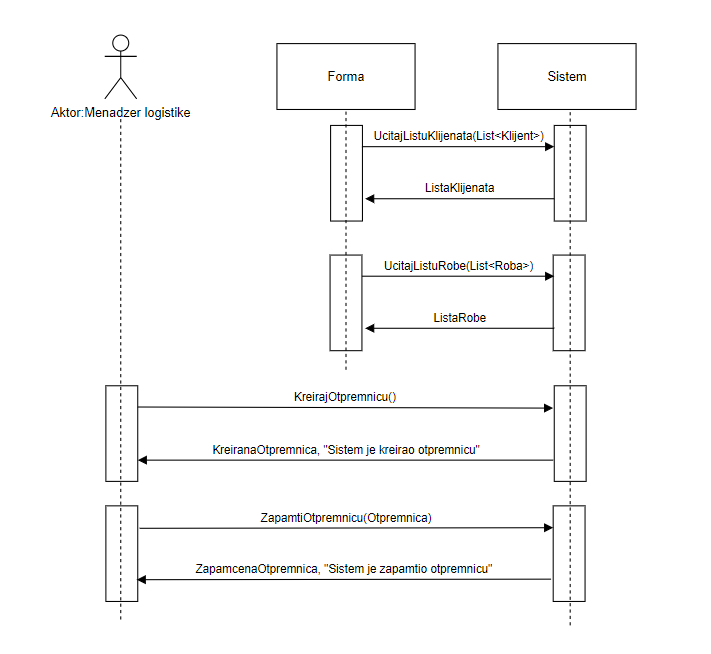 Forma
Sistem
Aktor:Menadzer logistike
UcitajListuKlijenata(List<Klijent>)
ListaKlijenata
UcitajListuRobe(List<Roba>)
ListaRobe
KreirajOtpremnicu()
KreiranaOtpremnica, "Sistem je kreirao otpremnicu"
ZapamtiOtpremnicu(Otpremnica)
ZapamcenaOtpremnica, "Sistem je zapamtio otpremnicu"